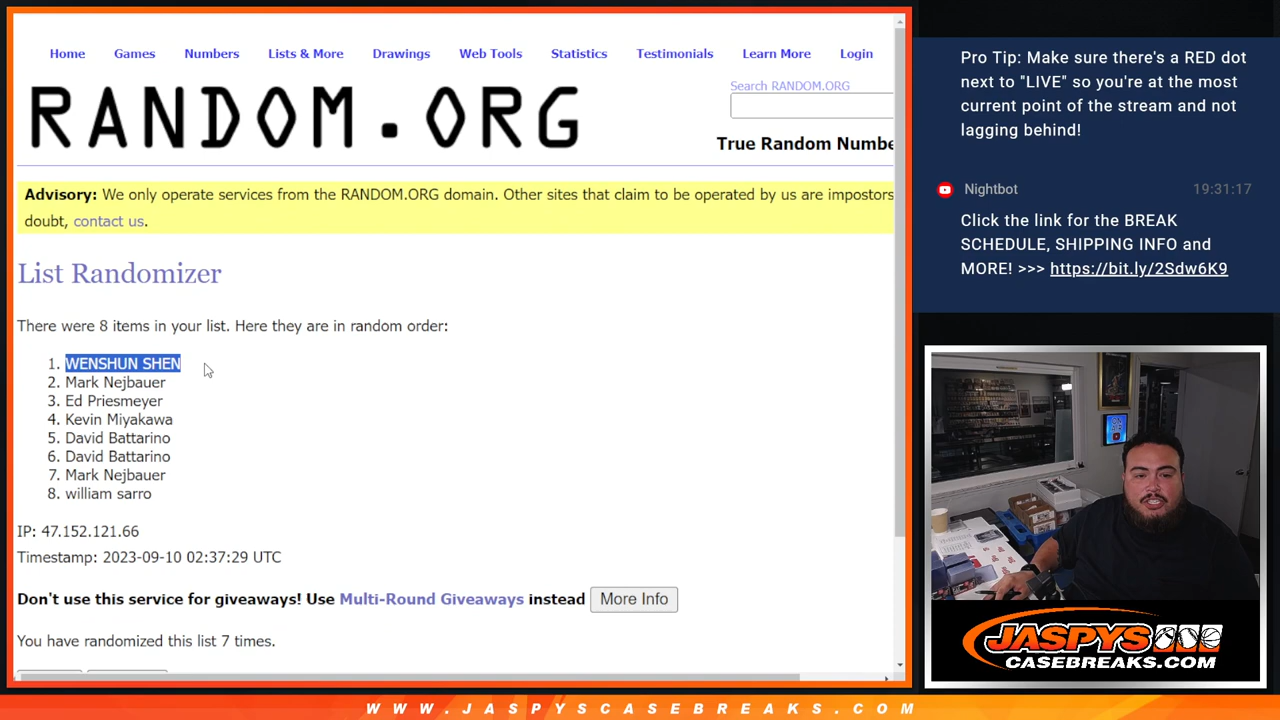 Home Games Numbers Lists & More Drawings Web Tools Statistics Testimonials Learn More Login
Search RANDOM.ORG
RANDOM.ORG
True Random Numbe
Advisory: We only operate services from the RANDOM.ORG domain. Other sites that claim to be operated by us are impostors
doubt, contact us.
List Randomizer
There were 8 items in your list. Here they are in random order:
1. WENSHUN SHEN
2. Mark Nejbauer
3. Ed Priesmeyer
4. Kevin Miyakawa
5. David Battarino
6. David Battarino
7. Mark Nejbauer
8. william sarro
IP: 47.152.121.66
Timestamp: 2023-09-10 02:37:29 UTC
Don't use this service for giveaways! Use Multi-Round Giveaways instead More Info
You have randomized this list 7 times.
Pro Tip: Make sure there's a RED dot
next to "LIVE" so you're at the most
current point of the stream and not
lagging behind!
Nightbot 19:31:17
Click the link for the BREAK
SCHEDULE, SHIPPING INFO and
MORE! >>> https://bit.ly/2Sdw6K9
JASPYS
CASEBREAKS.COM
WWW.JASPYSCASEBREAKS.COM